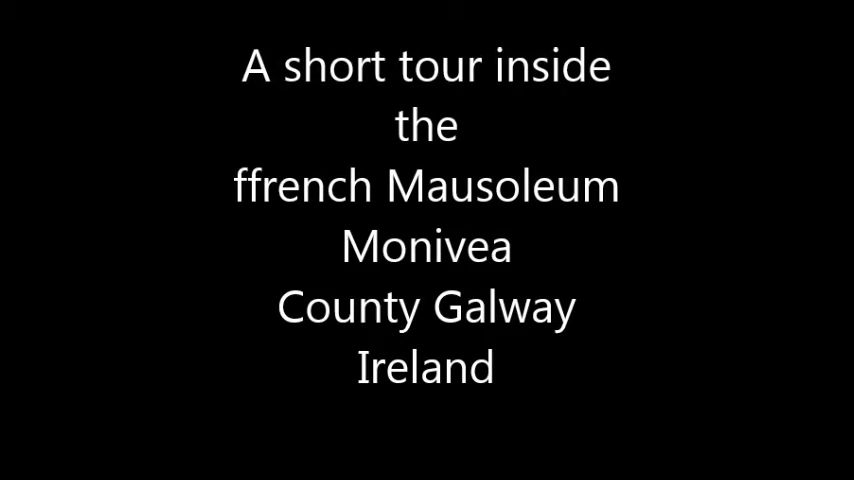 A short tour inside
the
ffrench Mausoleum
Monivea
County Galway
Ireland